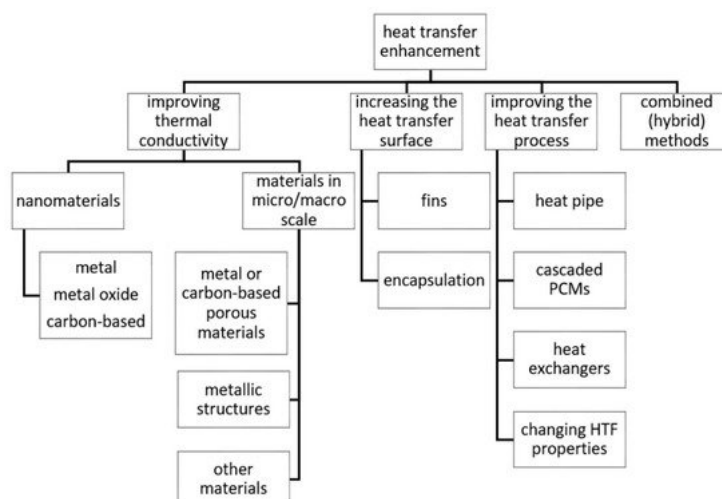 heat transfer
enhancement
improving
thermal
conductivity
increasing the
heat transfer
surface
improving the
heat transfer
process
combined
(hybrid)
methods
nanomaterials
materials in
micro/macro
scale
fins
heat pipe
metal
metal oxide
carbon-based
metal or
carbon-based
porous
materials
encapsulation
cascaded
PCMs
metallic
structures
heat
exchangers
other
materials
changing HTF
properties